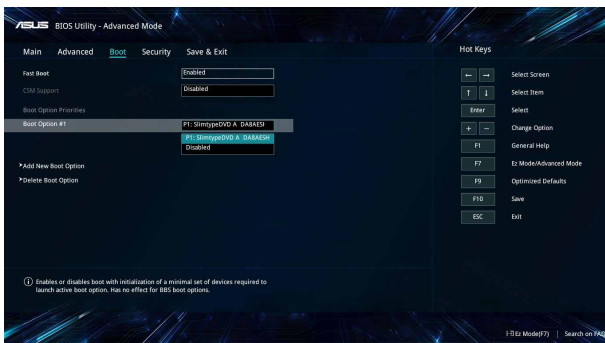 ASUS BIOS Utility - Advanced Mode
Main Advanced Boot Security Save & Exit
Hot Keys
Fast Boot Enabled
CSM Support Disabled
Boot Option Priorities
Boot Option #1 P1: SlimtypeDVD A DA8AESH
P1: SlimtypeDVD A DA8AESH
Disabled
>Add New Boot Option
>Delete Boot Option
← → Select Screen
↑ ↓ Select Item
Enter Select
+ − Change Option
F1 General Help
F7 Ez Mode/Advanced Mode
F9 Optimized Defaults
F10 Save
ESC Exit
Enables or disables boot with initialization of a minimal set of devices required to
launch active boot option. Has no effect for BBS boot options.
Ez Mode(F7) | Search on FAQ